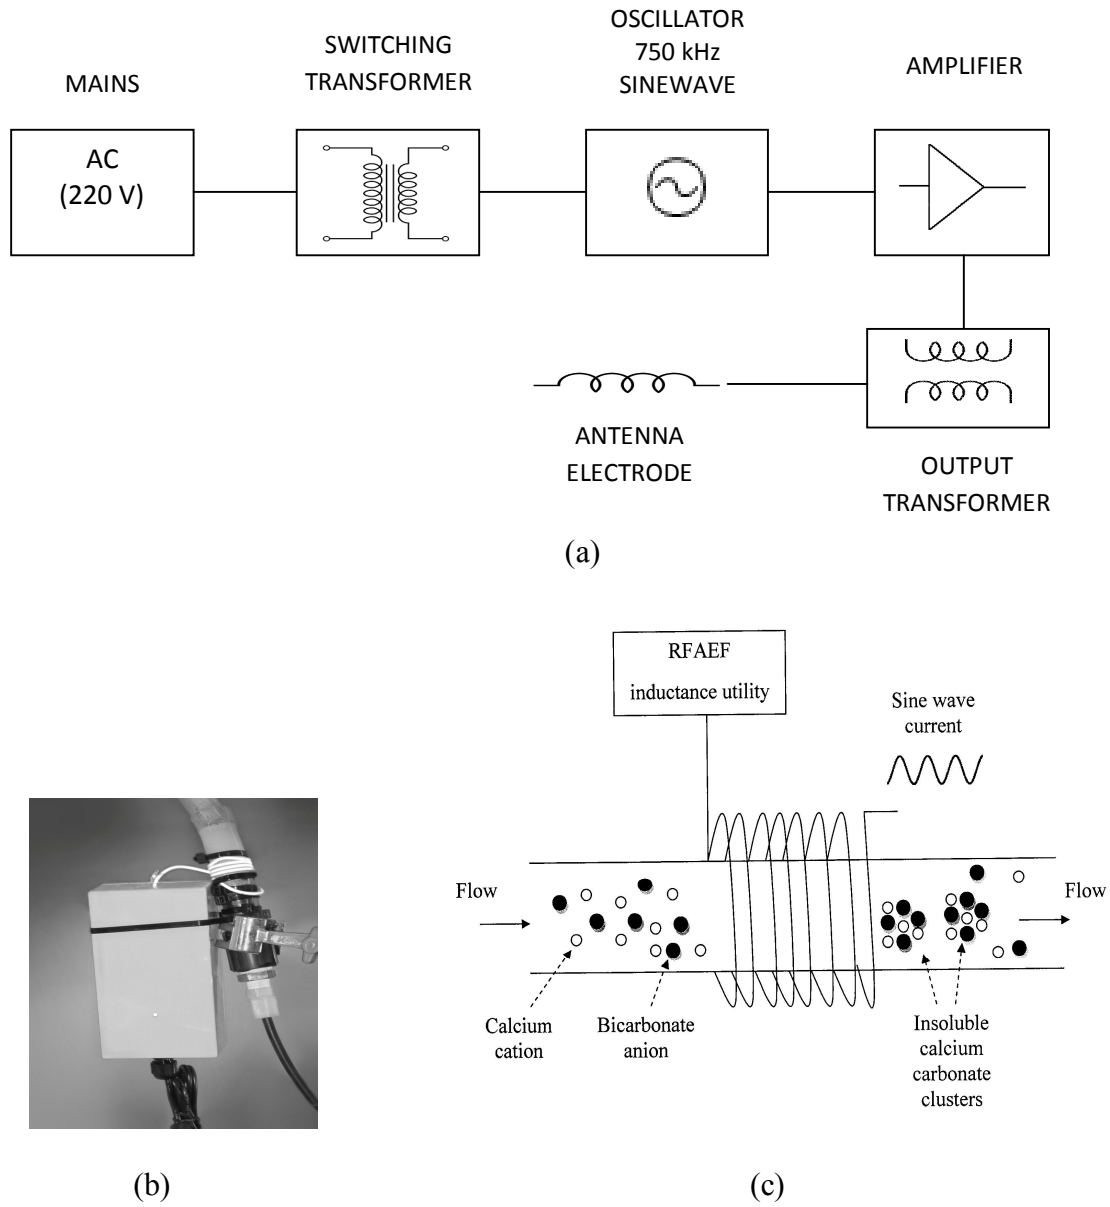 MAINS
SWITCHING
TRANSFORMER
OSCILLATOR
750 kHz
SINEWAVE
AMPLIFIER
AC
(220 V)
ANTENNA
ELECTRODE
OUTPUT
TRANSFORMER
(a)
RFAEF
inductance utility
Sine wave
current
Flow
Flow
Calcium
cation
Bicarbonate
anion
Insoluble
calcium
carbonate
clusters
(b)
(c)